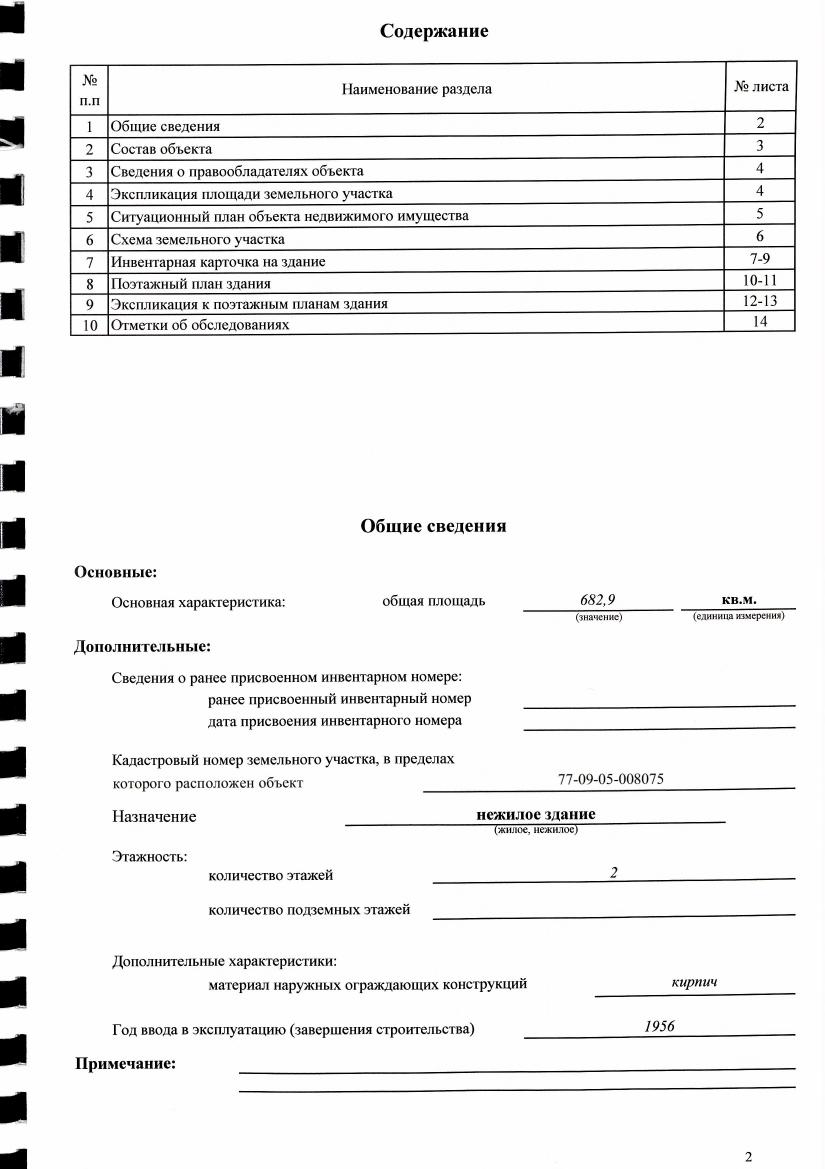 Содержание
№ п.п Наименование раздела № листа
1 Общие сведения 2
2 Состав объекта 3
3 Сведения о правообладателях объекта 4
4 Экспликация площади земельного участка 4
5 Ситуационный план объекта недвижимого имущества 5
6 Схема земельного участка 6
7 Инвентарная карточка на здание 7-9
8 Поэтажный план здания 10-11
9 Экспликация к поэтажным планам здания 12-13
10 Отметки об обследованиях 14
Общие сведения
Основные:
Основная характеристика: общая площадь 682,9 кв.м.
(значение) (единица измерения)
Дополнительные:
Сведения о ранее присвоенном инвентарном номере:
ранее присвоенный инвентарный номер
дата присвоения инвентарного номера
Кадастровый номер земельного участка, в пределах
которого расположен объект 77-09-05-008075
Назначение нежилое здание
(жилое, нежилое)
Этажность:
количество этажей 2
количество подземных этажей
Дополнительные характеристики:
материал наружных ограждающих конструкций кирпич
Год ввода в эксплуатацию (завершения строительства) 1956
Примечание:
2